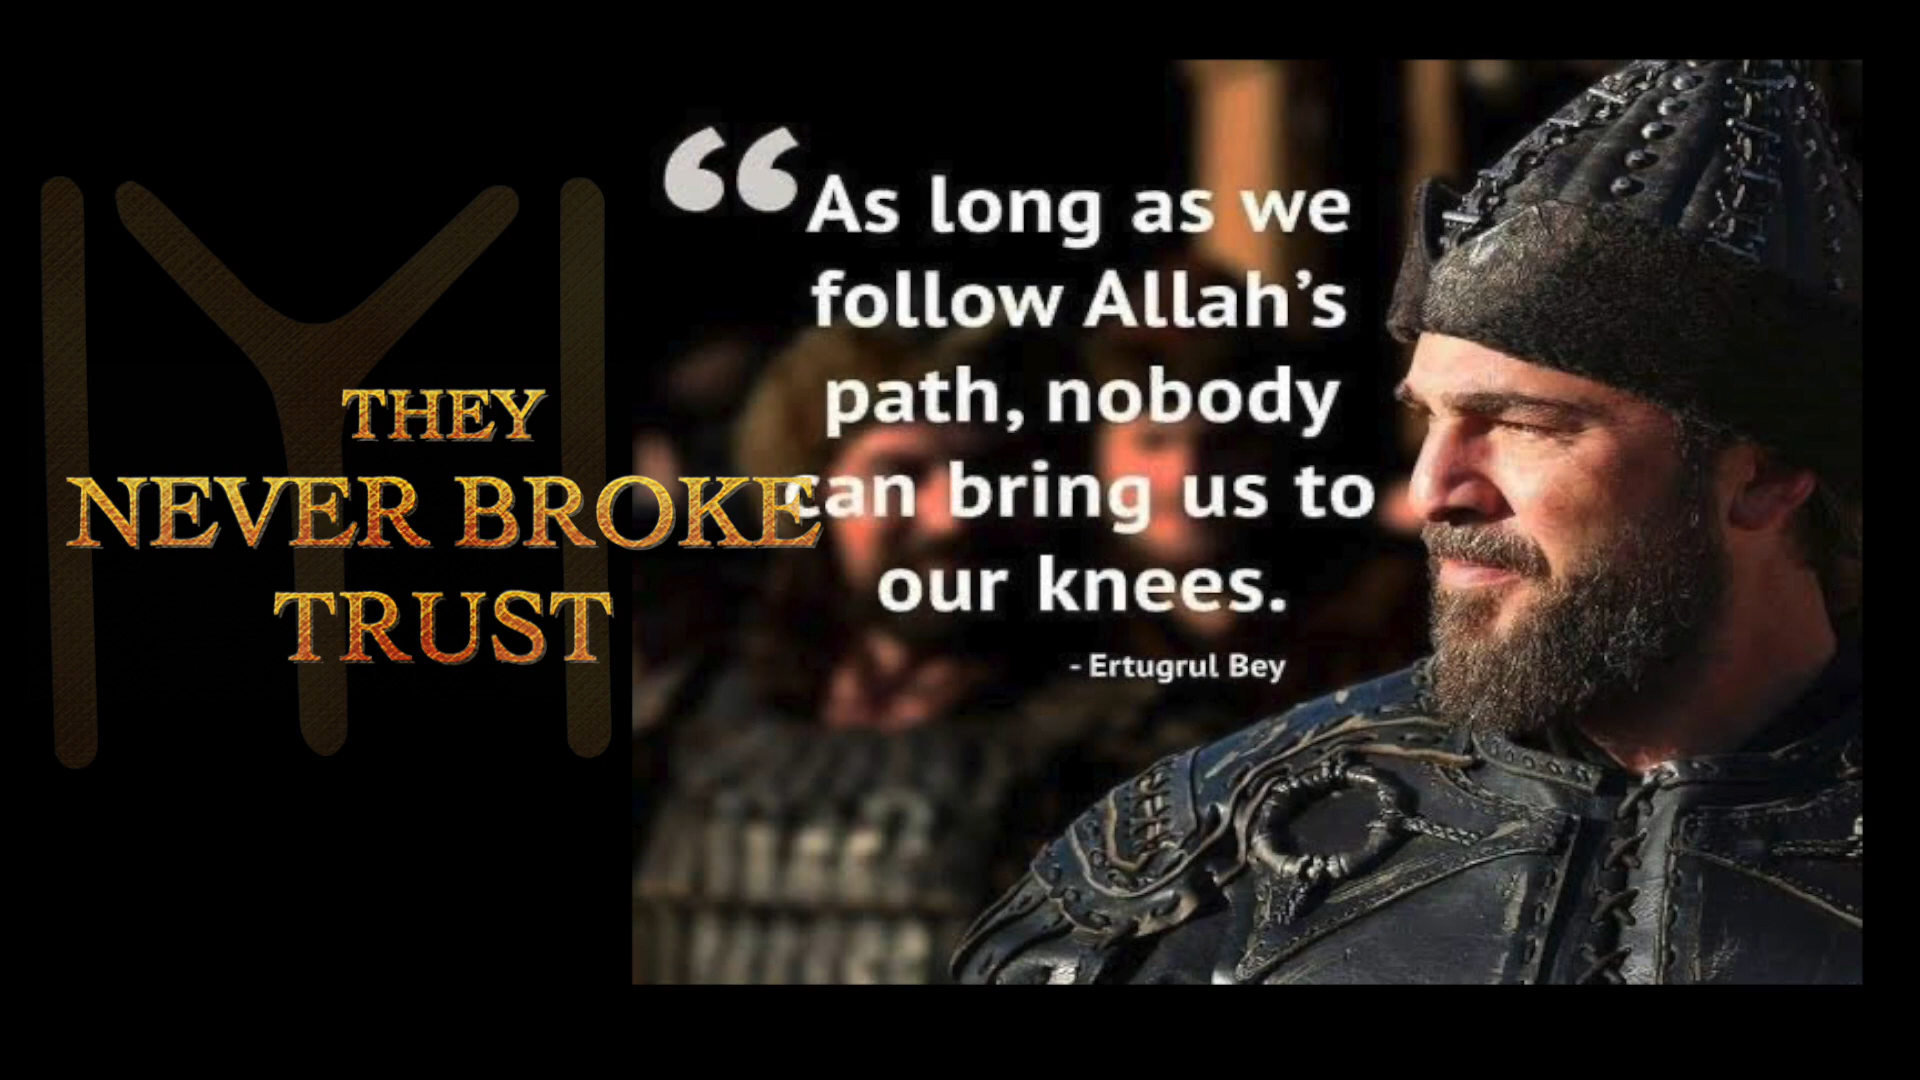 THEY
NEVER BROKE
TRUST
“As long as we
follow Allah’s
path, nobody
can bring us to
our knees.
- Ertugrul Bey